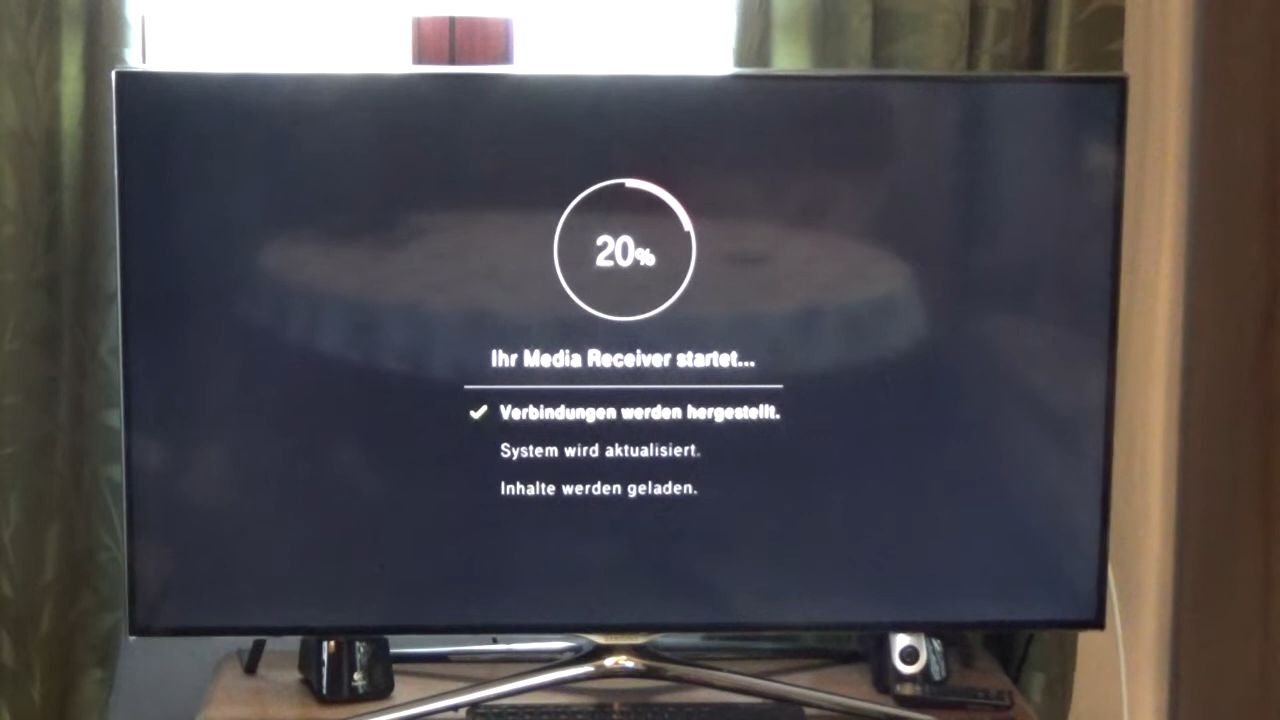 20%
Ihr Media Receiver startet...
Verbindungen werden hergestellt.
System wird aktualisiert.
Inhalte werden geladen.